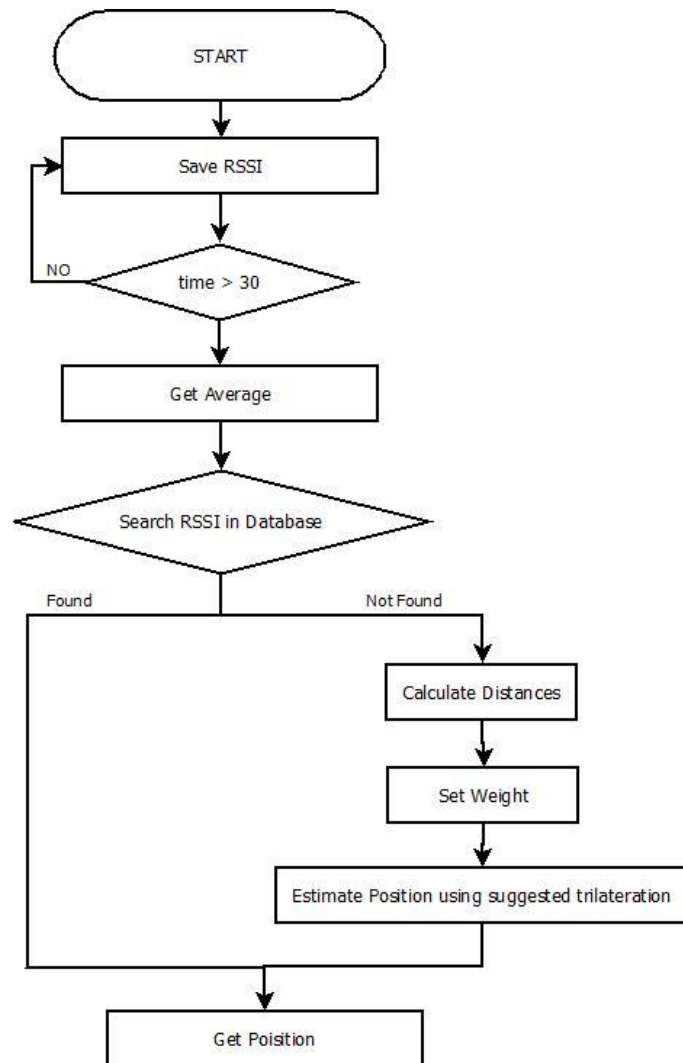 START
Save RSSI
NO
time > 30
Get Average
Search RSSI in Database
Found
Not Found
Calculate Distances
Set Weight
Estimate Position using suggested trilateration
Get Poisition